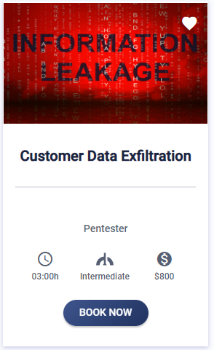 INFORMATION
LEAKAGE
Customer Data Exfiltration
Pentester
03:00h Intermediate $800
BOOK NOW